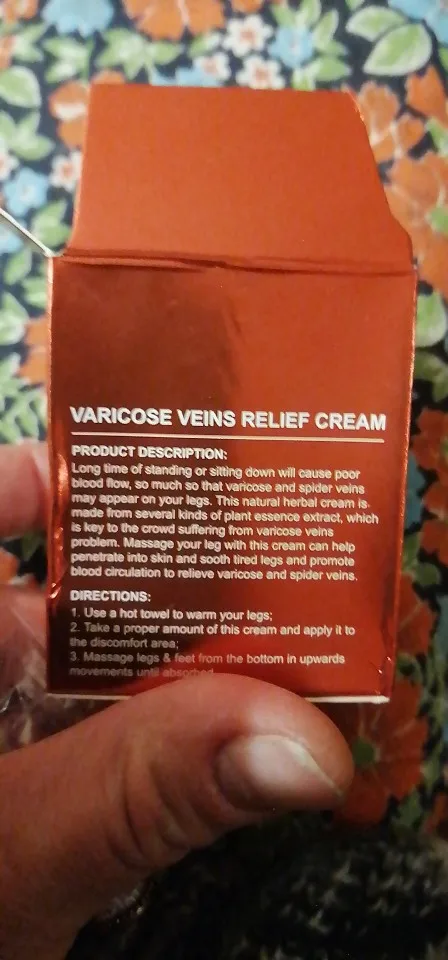 VARICOSE VEINS RELIEF CREAM
PRODUCT DESCRIPTION:
Long time of standing or sitting down will cause poor
blood flow, so much so that varicose and spider veins
may appear on your legs. This natural herbal cream is
made from several kinds of plant essence extract, which
is key to the crowd suffering from varicose veins
problem. Massage your leg with this cream can help
penetrate into skin and sooth tired legs and promote
blood circulation to relieve varicose and spider veins.
DIRECTIONS:
1. Use a hot towel to warm your legs;
2. Take a proper amount of this cream and apply it to
the discomfort area;
3. Massage legs & feet from the bottom in upwards
movements until absorbed